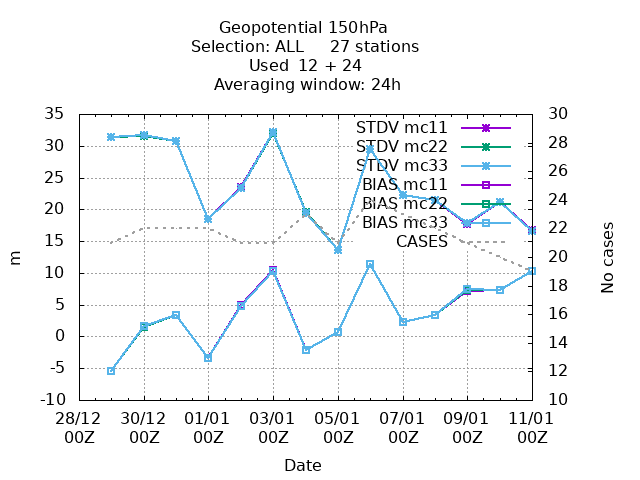 Geopotential 150hPa
Selection: ALL 27 stations
Used 12 + 24
Averaging window: 24h
35
30
25
20
15
10
5
0
-5
-10
m
30
28
26
24
22
20
18
16
14
12
10
No cases
STDV mc11
STDV mc22
STDV mc33
BIAS mc11
BIAS mc22
BIAS mc33
CASES
28/12 30/12 01/01 03/01 05/01 07/01 09/01 11/01
00Z 00Z 00Z 00Z 00Z 00Z 00Z 00Z
Date